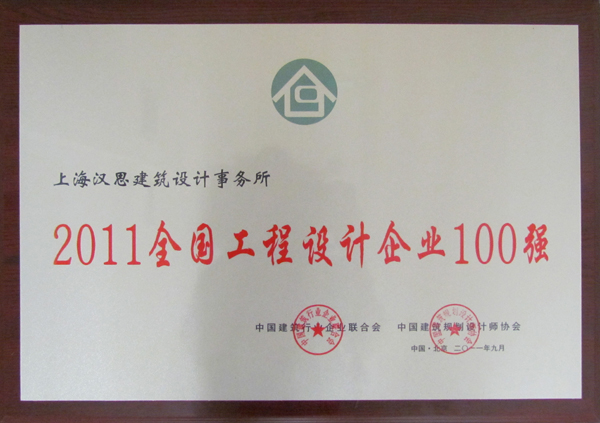 上海汉思建筑设计事务所
2011全国工程设计企业100强
中国建筑行业企业联合会 中国建筑规划设计师协会
中国·北京 二〇一一年九月